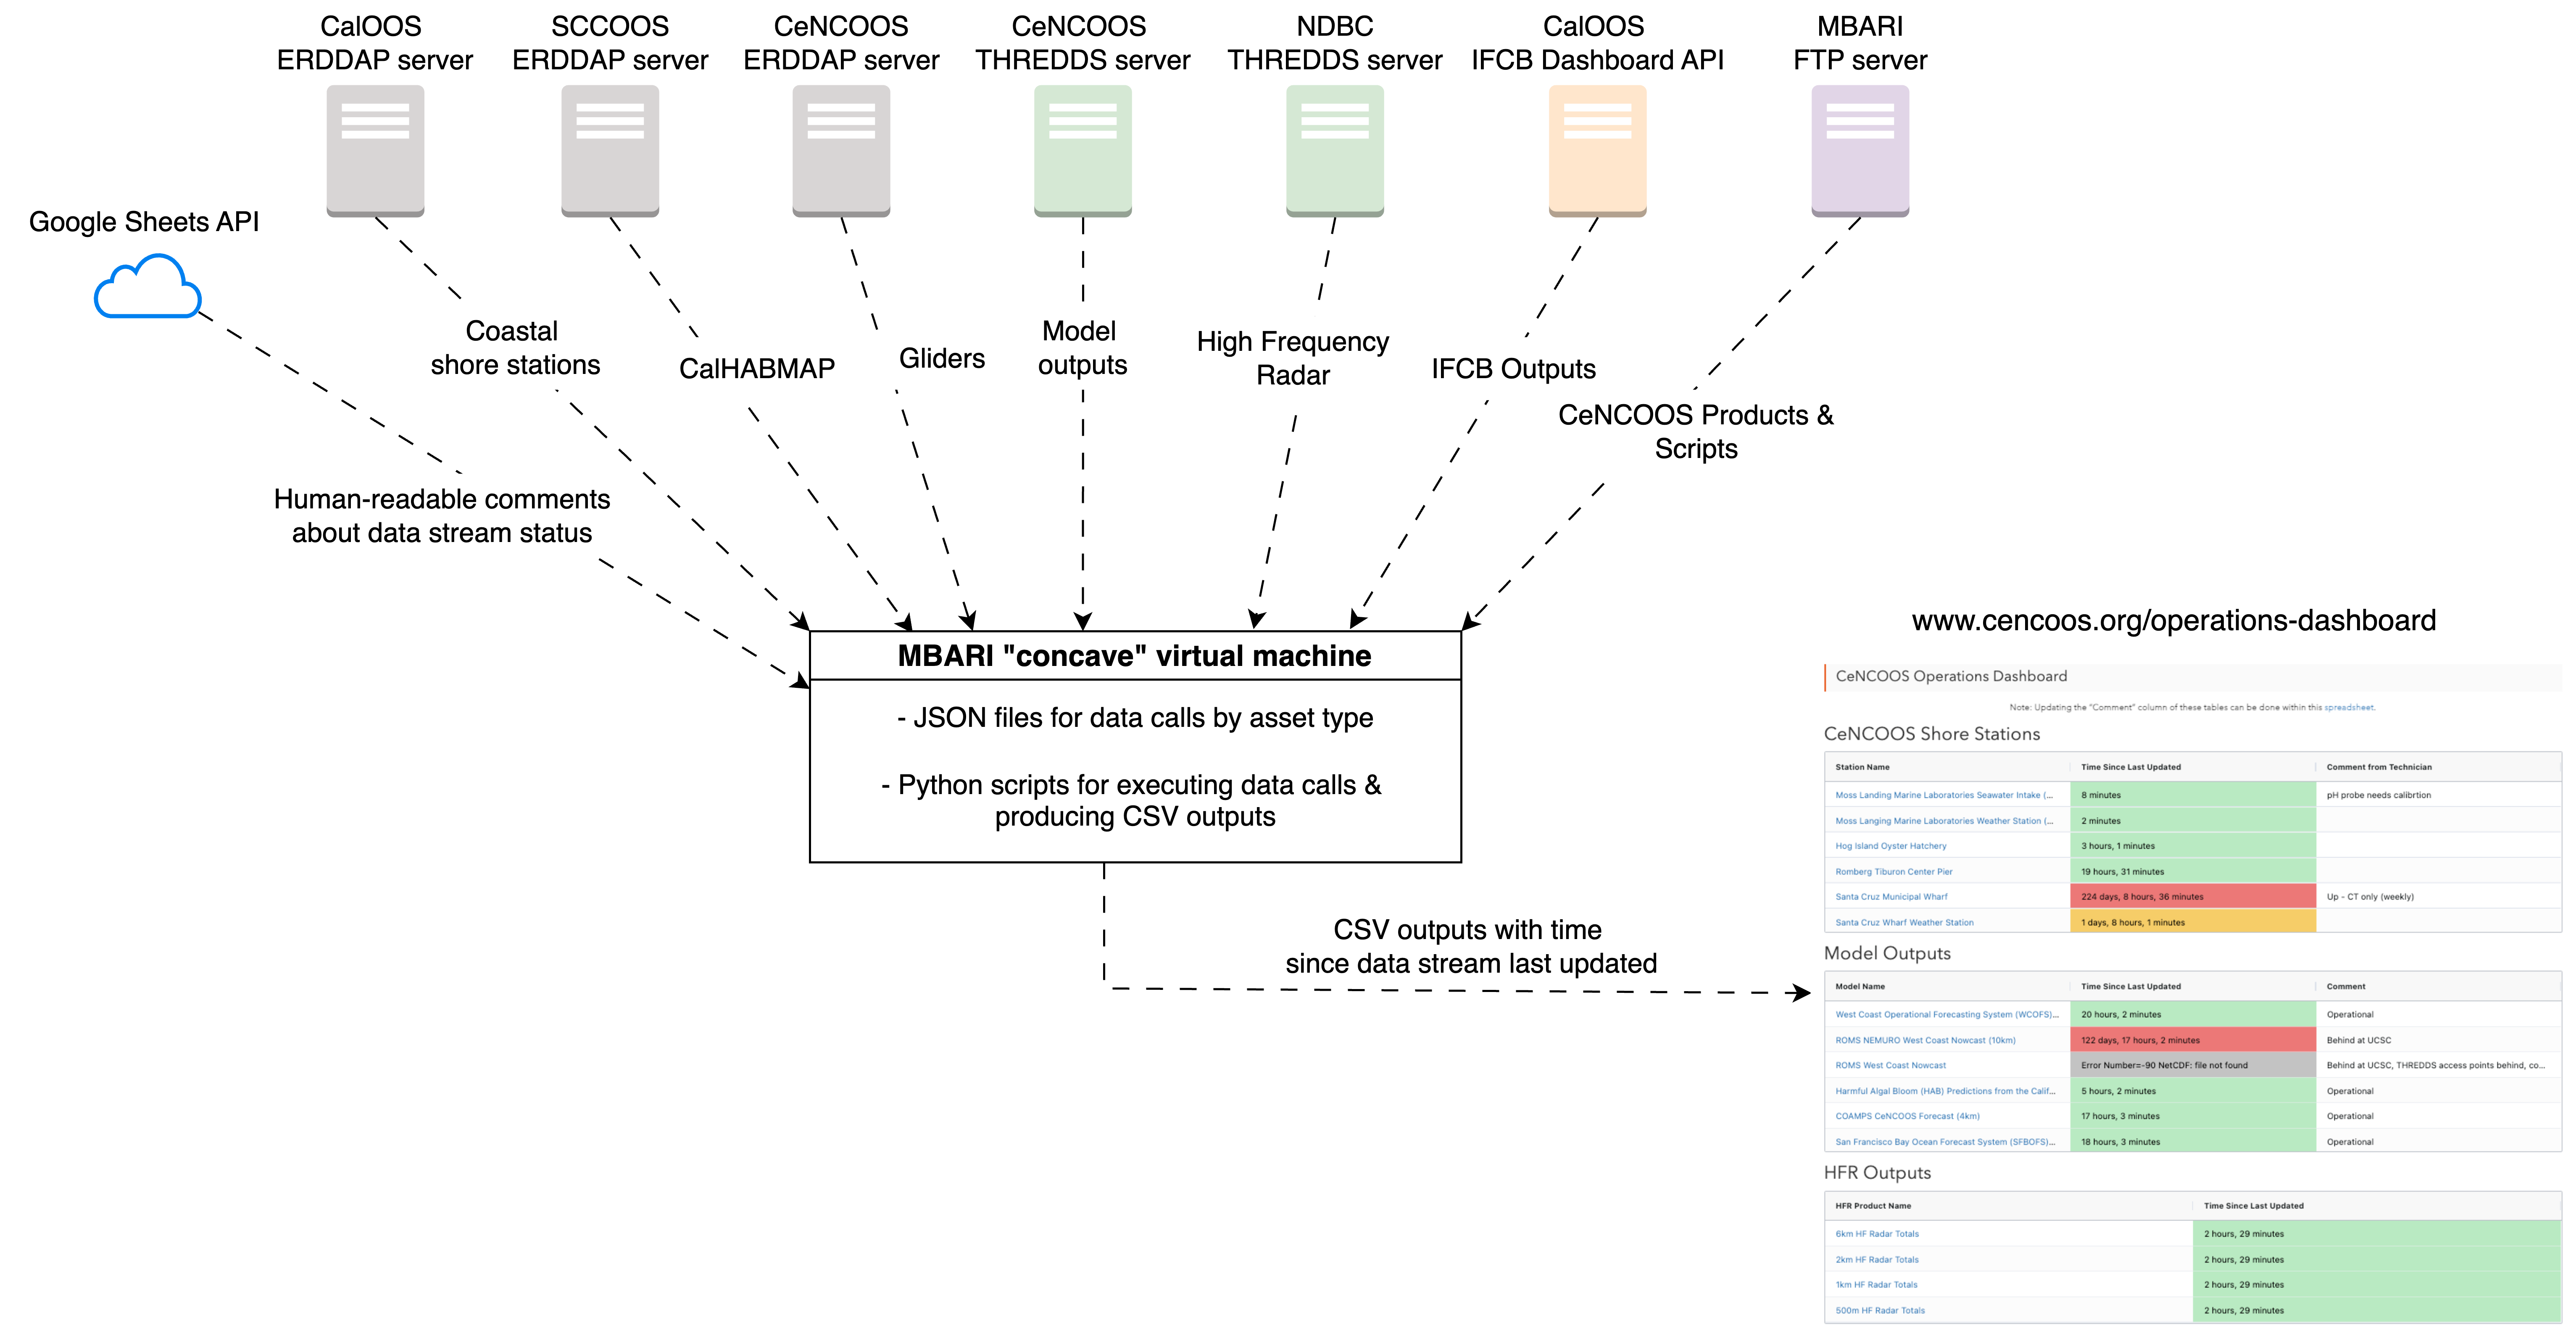 CalOOS
ERDDAP server
SCCOOS
ERDDAP server
CeNCOOS
ERDDAP server
CeNCOOS
THREDDS server
NDBC
THREDDS server
CalOOS
IFCB Dashboard API
MBARI
FTP server
Google Sheets API
Coastal
shore stations
CalHABMAP
Gliders
Model
outputs
High Frequency
Radar
IFCB Outputs
CeNCOOS Products &
Scripts
Human-readable comments
about data stream status
MBARI "concave" virtual machine
- JSON files for data calls by asset type
- Python scripts for executing data calls &
producing CSV outputs
CSV outputs with time
since data stream last updated
www.cencoos.org/operations-dashboard
CeNCOOS Operations Dashboard
Note: Updating the "Comment" column of these tables can be done within this spreadsheet.
CeNCOOS Shore Stations
Station Name Time Since Last Updated Comment from Technician
Moss Landing Marine Laboratories Seawater Intake (... 8 minutes pH probe needs calibrtion
Moss Langing Marine Laboratories Weather Station (... 2 minutes
Hog Island Oyster Hatchery 3 hours, 1 minutes
Romberg Tiburon Center Pier 19 hours, 31 minutes
Santa Cruz Municipal Wharf 224 days, 8 hours, 36 minutes Up - CT only (weekly)
Santa Cruz Wharf Weather Station 1 days, 8 hours, 1 minutes
Model Outputs
Model Name Time Since Last Updated Comment
West Coast Operational Forecasting System (WCOFS)... 20 hours, 2 minutes Operational
ROMS NEMURO West Coast Nowcast (10km) 122 days, 17 hours, 2 minutes Behind at UCSC
ROMS West Coast Nowcast Error Number=-90 NetCDF: file not found Behind at UCSC, THREDDS access points behind, co...
Harmful Algal Bloom (HAB) Predictions from the Calif... 5 hours, 2 minutes Operational
COAMPS CeNCOOS Forecast (4km) 17 hours, 3 minutes Operational
San Francisco Bay Ocean Forecast System (SFBOFS)... 18 hours, 3 minutes Operational
HFR Outputs
HFR Product Name Time Since Last Updated
6km HF Radar Totals 2 hours, 29 minutes
2km HF Radar Totals 2 hours, 29 minutes
1km HF Radar Totals 2 hours, 29 minutes
500m HF Radar Totals 2 hours, 29 minutes